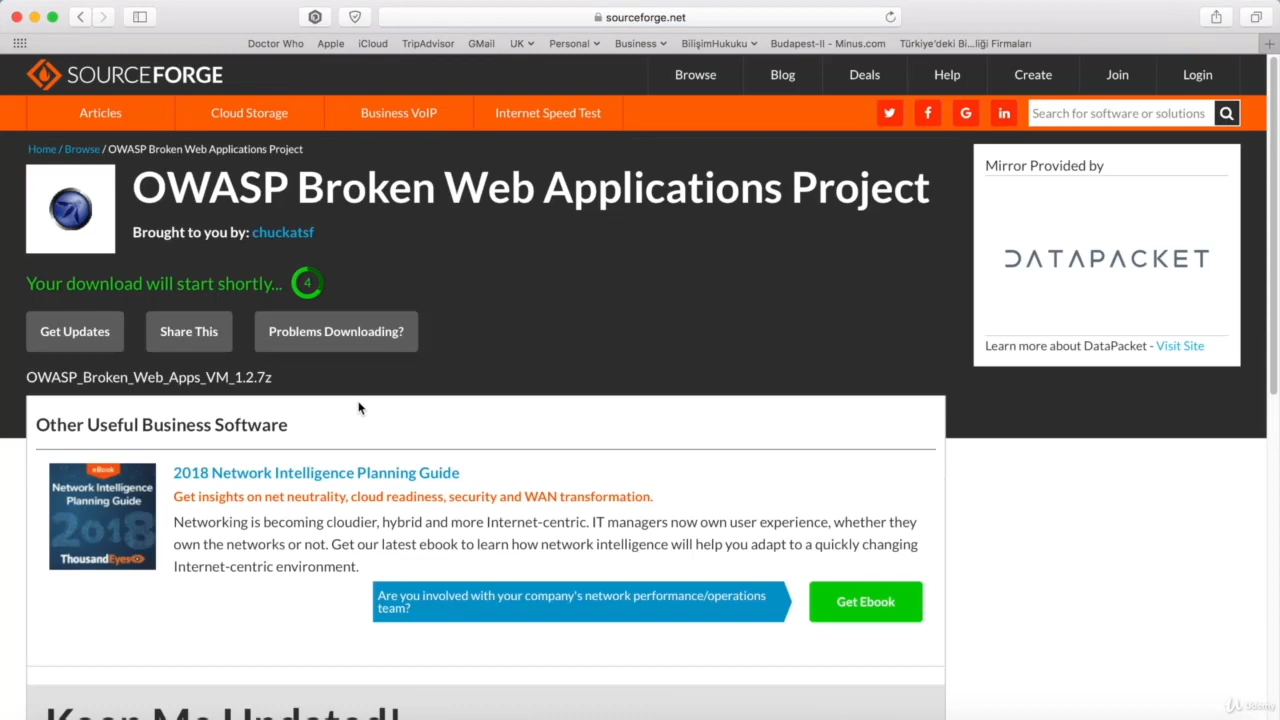 sourceforge.net
Doctor Who Apple iCloud TripAdvisor GMail UK Personal Business BilişimHukuku Budapest-II - Minus.com Türkiye'deki Bi...liği Firmaları
SOURCEFORGE
Browse Blog Deals Help Create Join Login
Articles Cloud Storage Business VoIP Internet Speed Test
f G in Search for software or solutions
Home / Browse / OWASP Broken Web Applications Project
OWASP Broken Web Applications Project
Brought to you by: chuckatsf
Mirror Provided by
DATAPACKET
Learn more about DataPacket - Visit Site
Your download will start shortly... 4
Get Updates Share This Problems Downloading?
OWASP_Broken_Web_Apps_VM_1.2.7z
Other Useful Business Software
eBook
Network Intelligence
Planning Guide
2018
ThousandEyes
2018 Network Intelligence Planning Guide
Get insights on net neutrality, cloud readiness, security and WAN transformation.
Networking is becoming cloudier, hybrid and more Internet-centric. IT managers now own user experience, whether they
own the networks or not. Get our latest ebook to learn how network intelligence will help you adapt to a quickly changing
Internet-centric environment.
Are you involved with your company's network performance/operations
team?
Get Ebook
Keep Me Updated!
Udemy